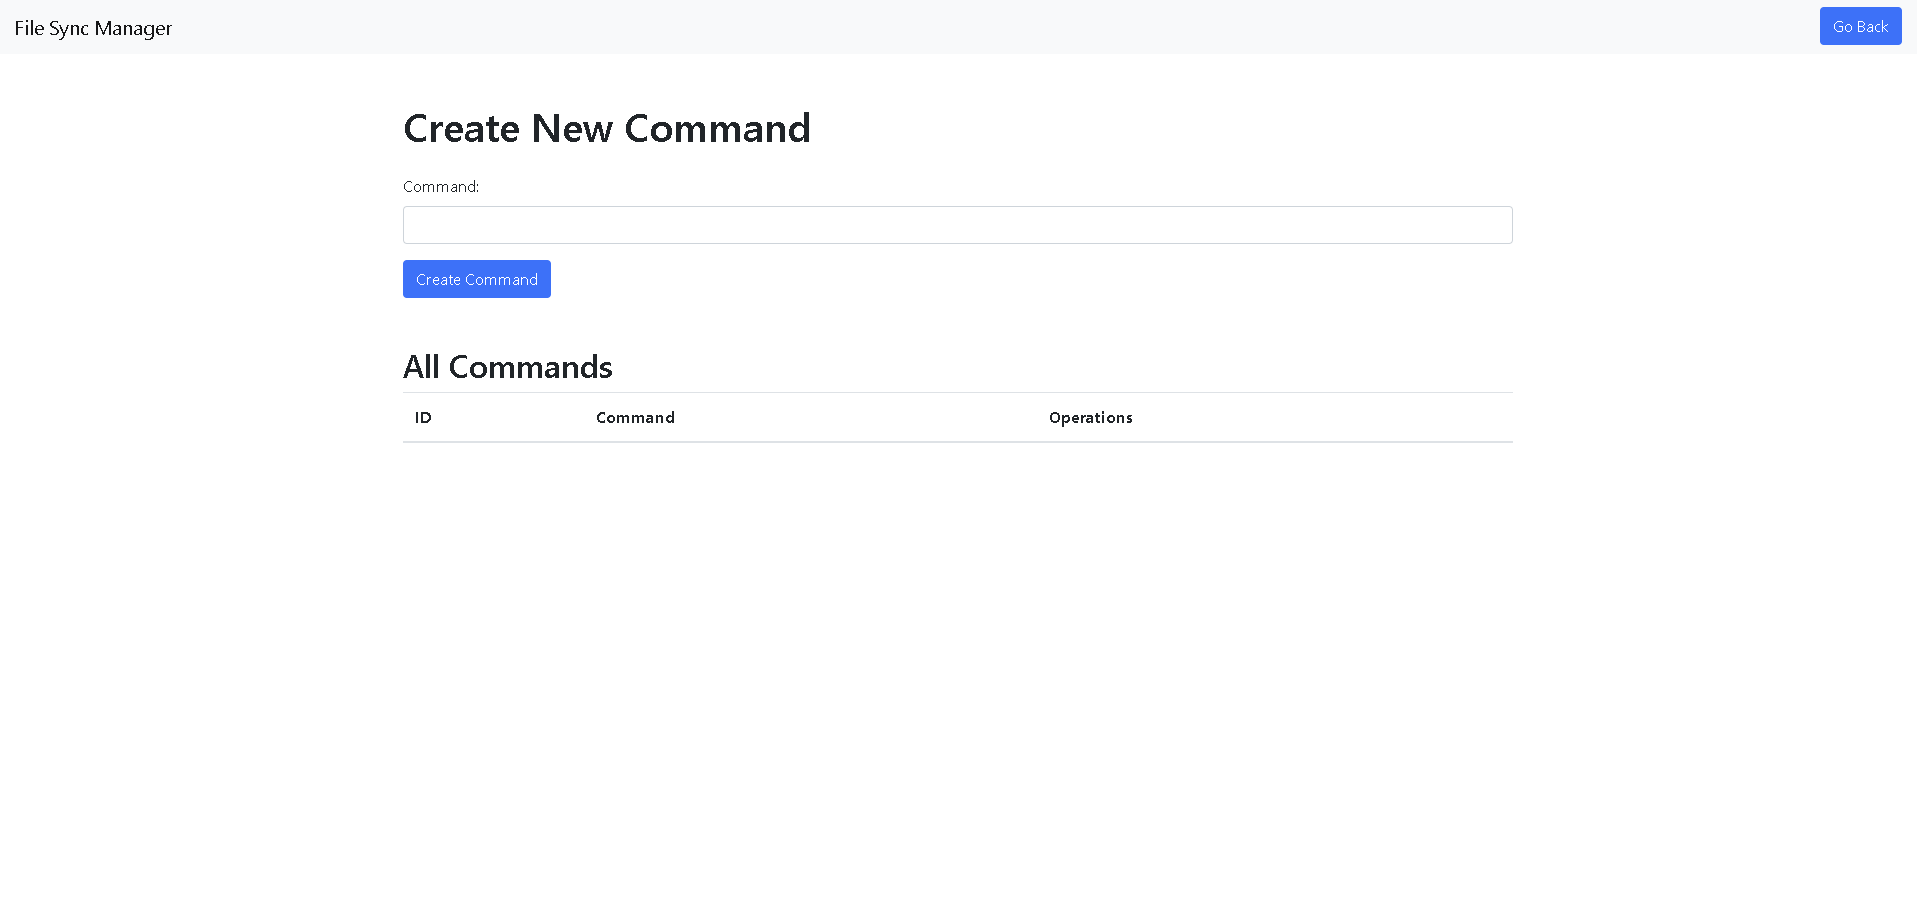 File Sync Manager
Go Back
Create New Command
Command:
Create Command
All Commands
ID Command Operations